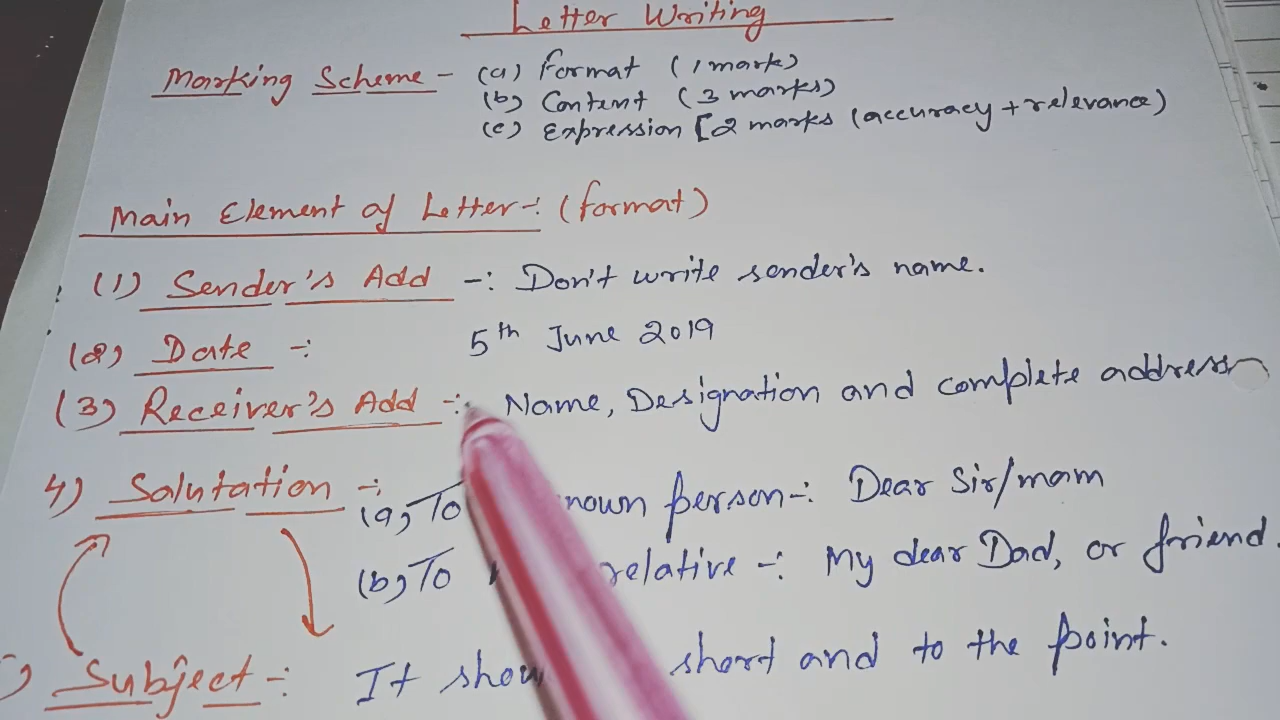 Letter Writing
Marking Scheme - (a) Format (1 mark)
(b) Content (3 marks)
(c) Expression [2 marks (accuracy + relevance)
Main Element of Letter-: (format)
(1) Sender's Add -: Don't write sender's name.
(2) Date -: 5th June 2019
(3) Receiver's Add -: Name, Designation and complete address
4) Salutation -:
(a) To person-: Dear Sir/mam
(b) To relative -: My dear Dad, or friend.
) Subject -: It short and to the point.